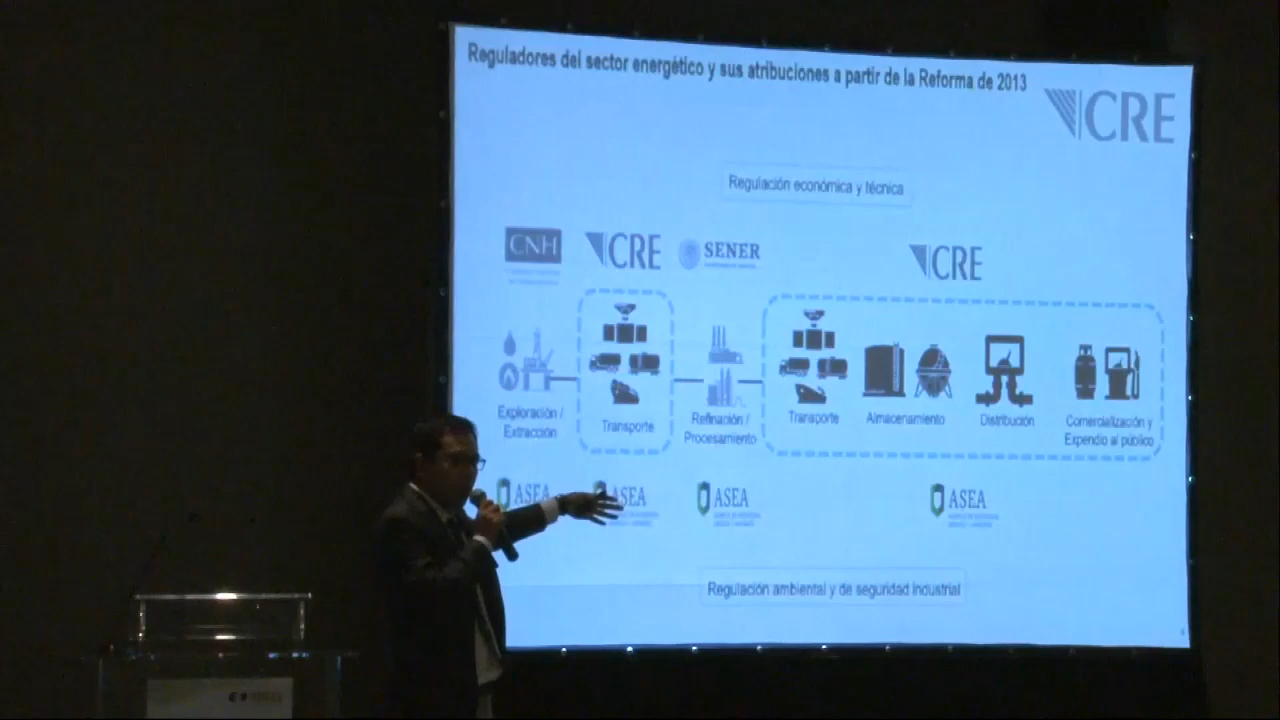 Reguladores del sector energético y sus atribuciones a partir de la Reforma de 2013
CRE
Regulación económica y técnica
CNH
CRE
SENER
CRE
Exploración /
Extracción
Transporte
Refinación /
Procesamiento
Transporte
Almacenamiento
Distribución
Comercialización y
Expendio al público
ASEA
ASEA
ASEA
ASEA
Regulación ambiental y de seguridad industrial